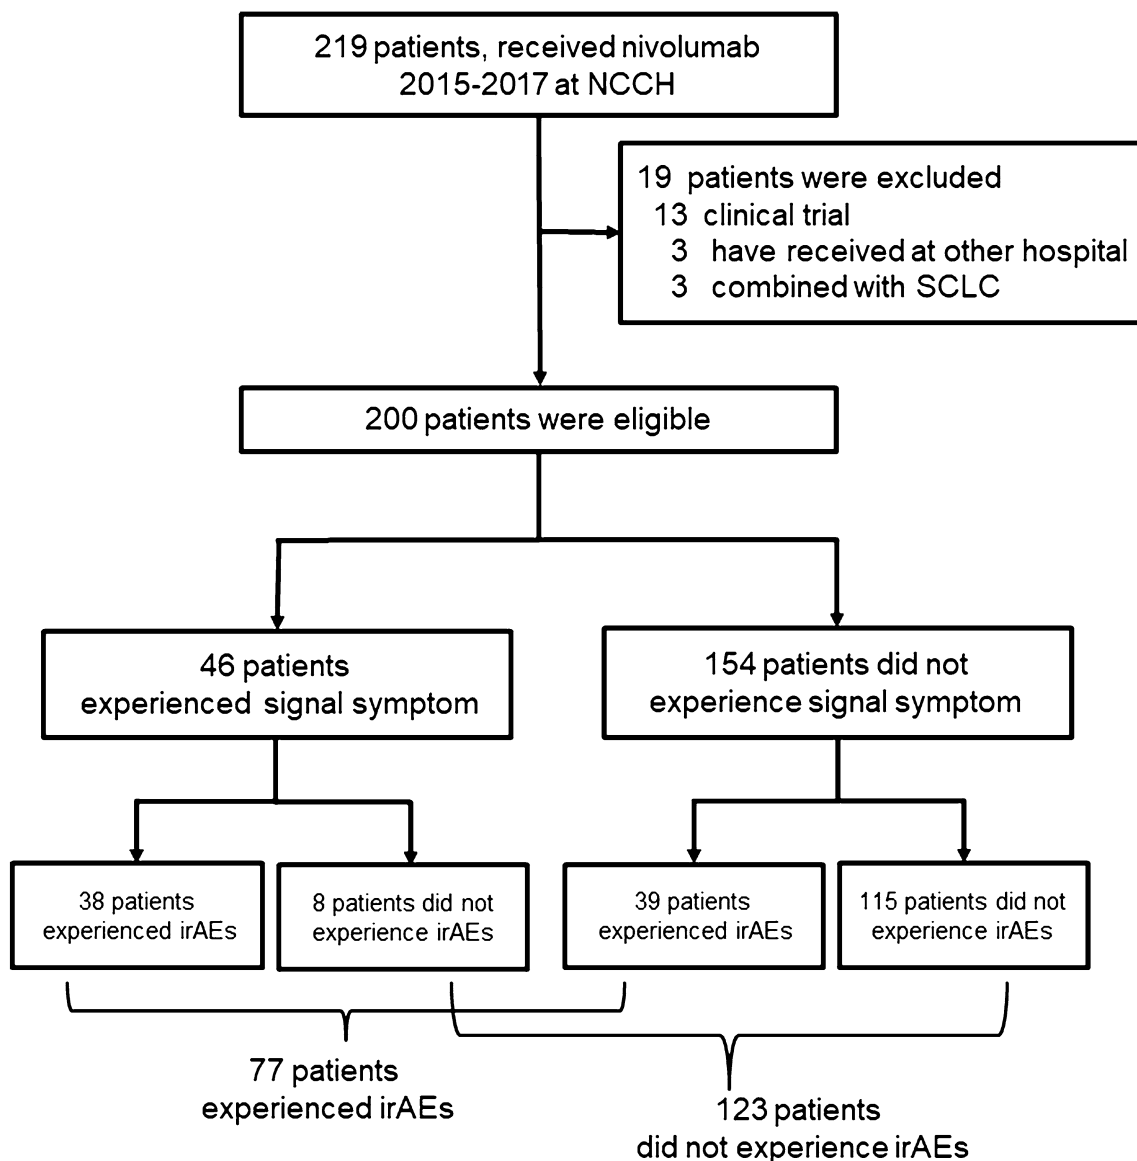 219 patients, received nivolumab
2015-2017 at NCCH
19 patients were excluded
13 clinical trial
3 have received at other hospital
3 combined with SCLC
200 patients were eligible
46 patients
experienced signal symptom
154 patients did not
experience signal symptom
38 patients
experienced irAEs
8 patients did not
experience irAEs
39 patients
experienced irAEs
115 patients did not
experience irAEs
77 patients
experienced irAEs
123 patients
did not experience irAEs